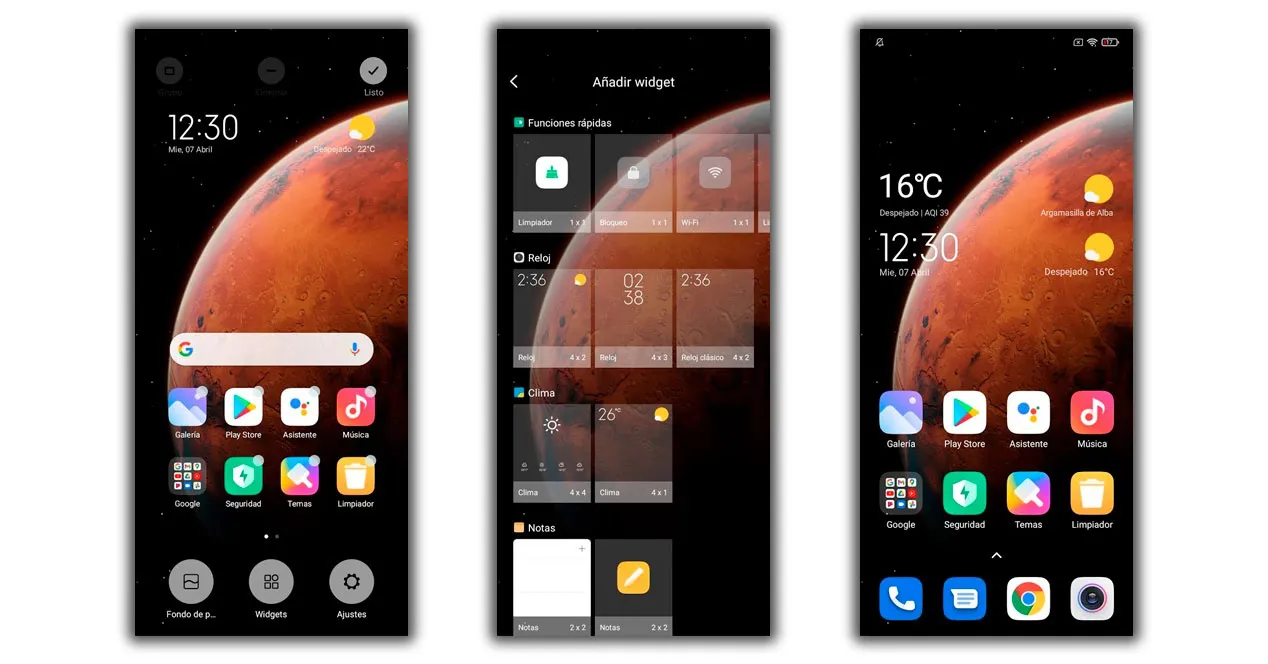 Grupo
Eliminar
Listo
12:30
Mie, 07 Abril
Despejado 22°C
Galería
Play Store
Asistente
Música
Google
Seguridad
Temas
Limpiador
Fondo de p...
Widgets
Ajustes
Añadir widget
Funciones rápidas
Limpiador 1 x 1
Bloqueo 1 x 1
Wi-Fi 1 x 1
Li
Reloj
2:36
02
38
2:36
Reloj 4 x 2
Reloj 4 x 3
Reloj clásico 4 x 2
Clima
26°C
Clima 4 x 4
Clima 4 x 1
Notas
Notas 2 x 2
Notas 2 x 2
17
16°C
Despejado | AQI 39
Argamasilla de Alba
12:30
Mie, 07 Abril
Despejado 16°C
Galería
Play Store
Asistente
Música
Google
Seguridad
Temas
Limpiador